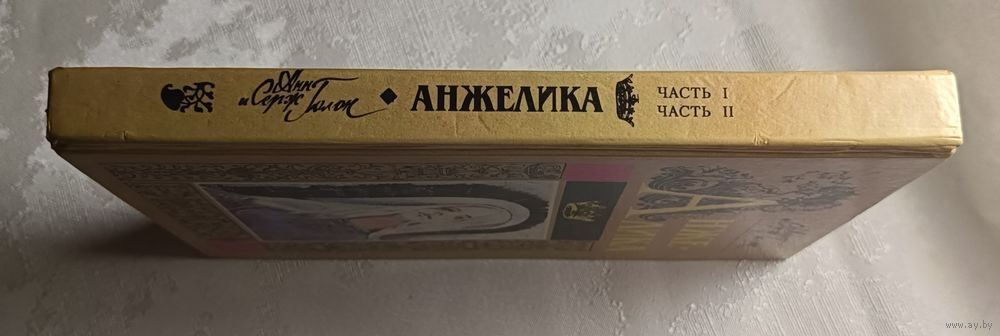 Анн
и Серж Голон
АНЖЕЛИКА
ЧАСТЬ I
ЧАСТЬ II
www.ay.by